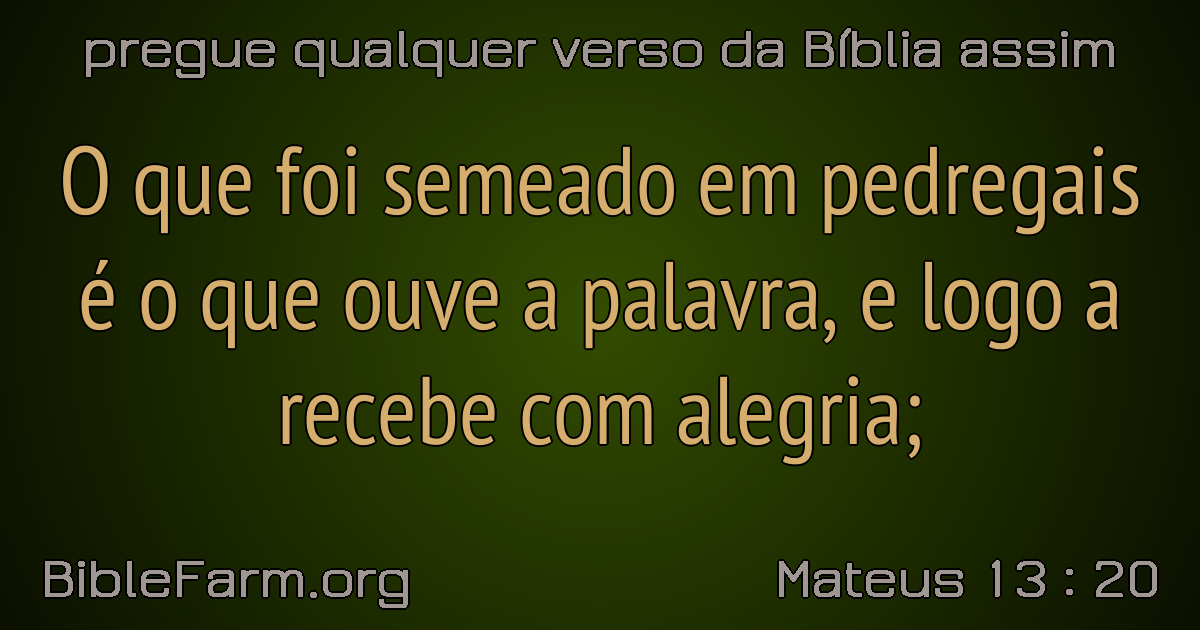 pregue qualquer verso da Bíblia assim
O que foi semeado em pedregais
é o que ouve a palavra, e logo a
recebe com alegria;
BibleFarm.org
Mateus 13 : 20